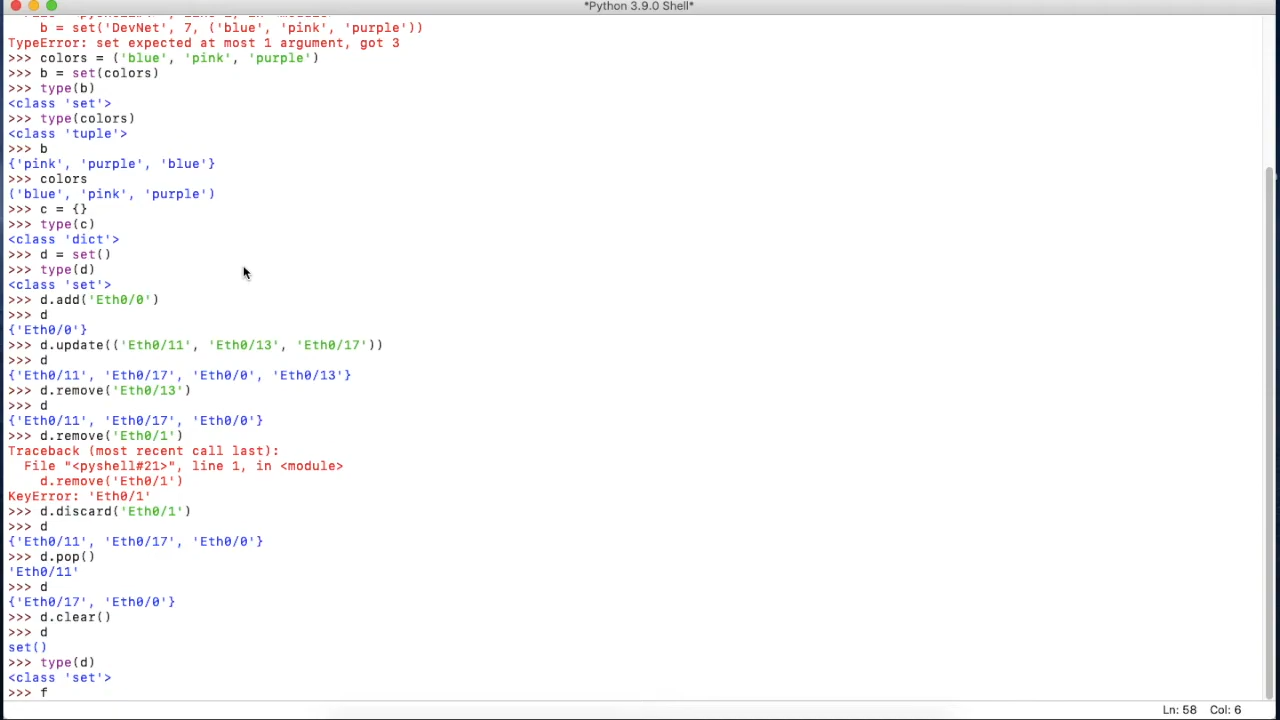 *Python 3.9.0 Shell*
b = set('DevNet', 7, ('blue', 'pink', 'purple'))
TypeError: set expected at most 1 argument, got 3
>>> colors = ('blue', 'pink', 'purple')
>>> b = set(colors)
>>> type(b)
<class 'set'>
>>> type(colors)
<class 'tuple'>
>>> b
{'pink', 'purple', 'blue'}
>>> colors
('blue', 'pink', 'purple')
>>> c = {}
>>> type(c)
<class 'dict'>
>>> d = set()
>>> type(d)
<class 'set'>
>>> d.add('Eth0/0')
>>> d
{'Eth0/0'}
>>> d.update(('Eth0/11', 'Eth0/13', 'Eth0/17'))
>>> d
{'Eth0/11', 'Eth0/17', 'Eth0/0', 'Eth0/13'}
>>> d.remove('Eth0/13')
>>> d
{'Eth0/11', 'Eth0/17', 'Eth0/0'}
>>> d.remove('Eth0/1')
Traceback (most recent call last):
  File "<pyshell#21>", line 1, in <module>
    d.remove('Eth0/1')
KeyError: 'Eth0/1'
>>> d.discard('Eth0/1')
>>> d
{'Eth0/11', 'Eth0/17', 'Eth0/0'}
>>> d.pop()
'Eth0/11'
>>> d
{'Eth0/17', 'Eth0/0'}
>>> d.clear()
>>> d
set()
>>> type(d)
<class 'set'>
>>> f
Ln: 58 Col: 6